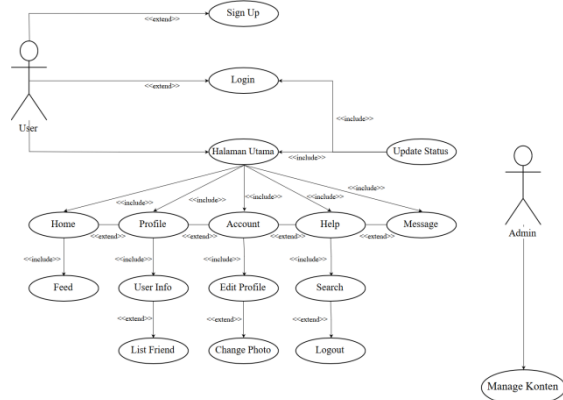 Sign Up
<<extend>>
Login
<<extend>>
User
<<include>>
Halaman Utama
<<include>>
Update Status
<<include>>
<<include>>
<<include>>
<<include>>
<<include>>
Home
<<extend>>
Profile
<<extend>>
Account
<<extend>>
Help
<<extend>>
Message
Admin
<<include>>
<<include>>
<<include>>
<<include>>
Feed
User Info
Edit Profile
Search
<<extend>>
<<extend>>
<<extend>>
List Friend
Change Photo
Logout
Manage Konten